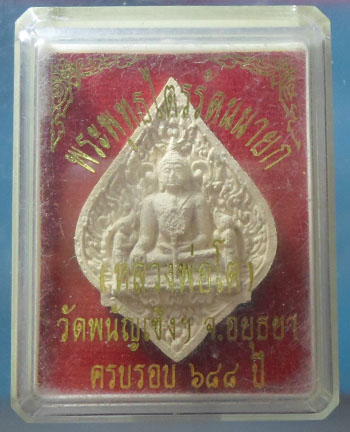 พระพุทธไตรรัตนนายก
(หลวงพ่อโต)
วัดพนัญเชิงฯ จ.อยุธยา
ครบรอบ ๖๘๘ ปี